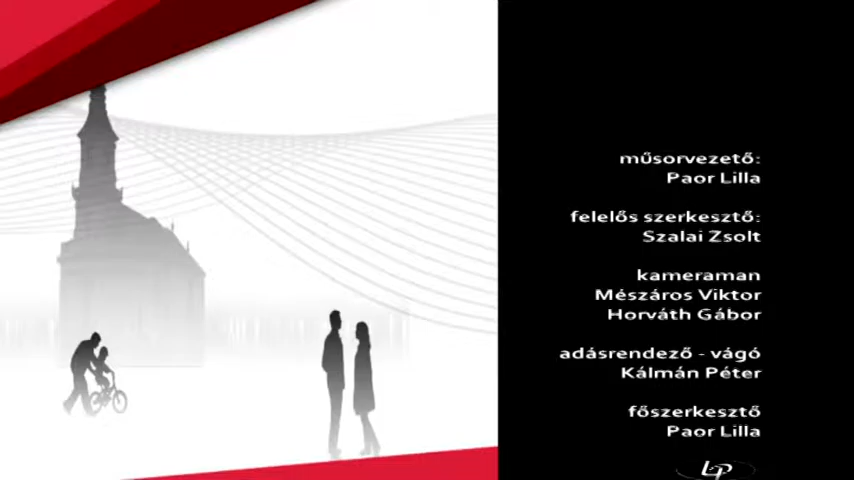 műsorvezető:
Paor Lilla
felelős szerkesztő:
Szalai Zsolt
kameraman
Mészáros Viktor
Horváth Gábor
adásrendező - vágó
Kálmán Péter
főszerkesztő
Paor Lilla
LP